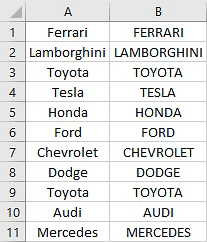 A B
1 Ferrari FERRARI
2 Lamborghini LAMBORGHINI
3 Toyota TOYOTA
4 Tesla TESLA
5 Honda HONDA
6 Ford FORD
7 Chevrolet CHEVROLET
8 Dodge DODGE
9 Toyota TOYOTA
10 Audi AUDI
11 Mercedes MERCEDES